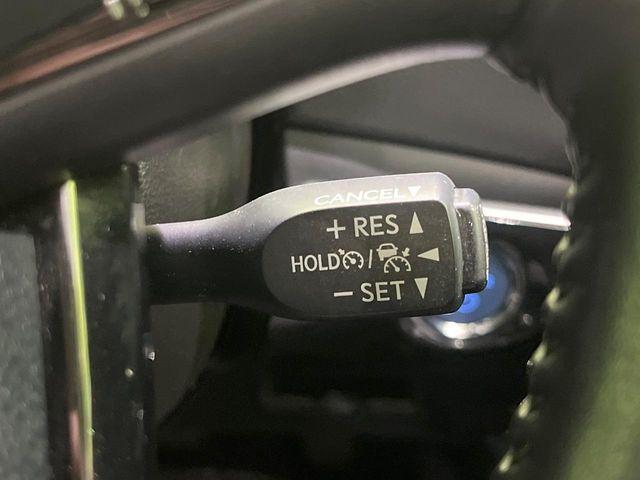 CANCEL▼
+ RES ▲
HOLD / ◀
− SET ▼